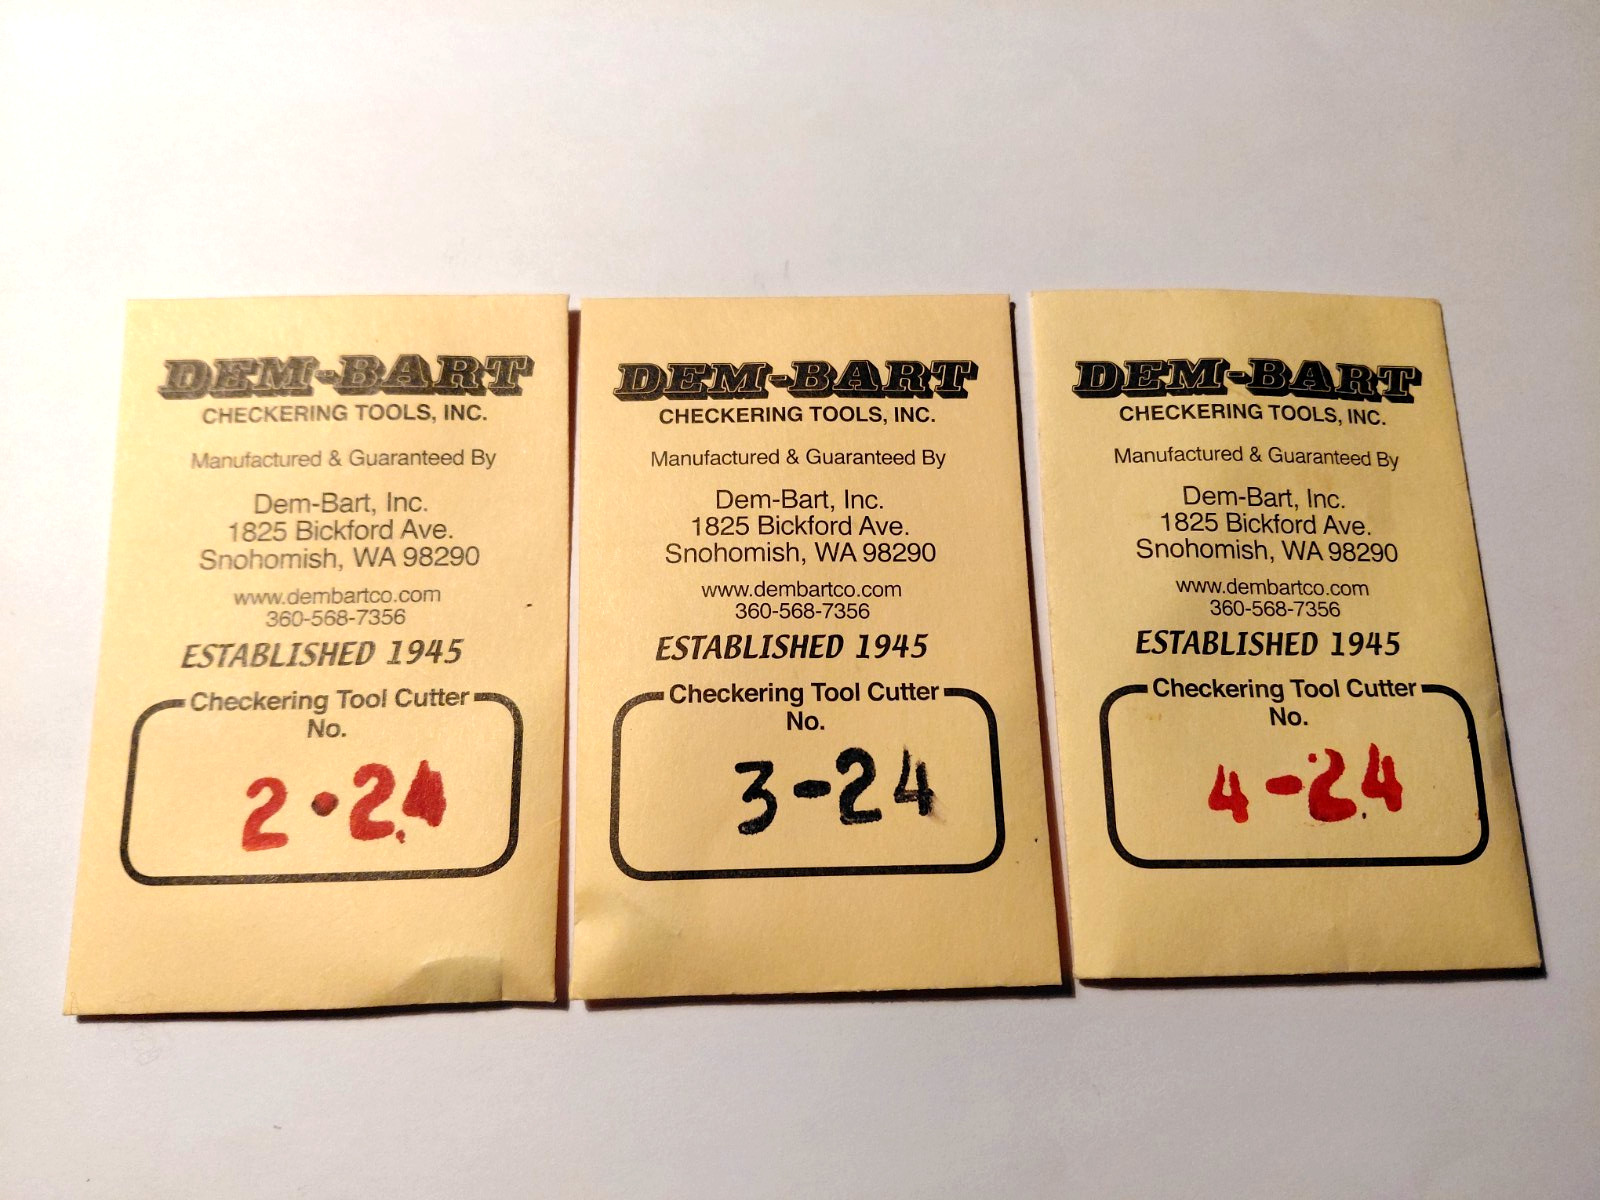 DEM-BART
CHECKERING TOOLS, INC.
Manufactured & Guaranteed By
Dem-Bart, Inc.
1825 Bickford Ave.
Snohomish, WA 98290
www.dembartco.com
360-568-7356
ESTABLISHED 1945
Checkering Tool Cutter
No.
2-24
DEM-BART
CHECKERING TOOLS, INC.
Manufactured & Guaranteed By
Dem-Bart, Inc.
1825 Bickford Ave.
Snohomish, WA 98290
www.dembartco.com
360-568-7356
ESTABLISHED 1945
Checkering Tool Cutter
No.
3-24
DEM-BART
CHECKERING TOOLS, INC.
Manufactured & Guaranteed By
Dem-Bart, Inc.
1825 Bickford Ave.
Snohomish, WA 98290
www.dembartco.com
360-568-7356
ESTABLISHED 1945
Checkering Tool Cutter
No.
4-24